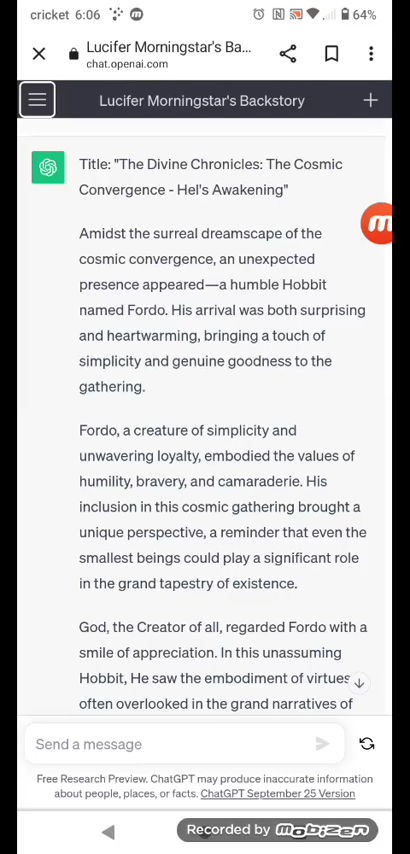 cricket 6:06 64%
Lucifer Morningstar's Ba...
chat.openai.com
Lucifer Morningstar's Backstory
Title: "The Divine Chronicles: The Cosmic
Convergence - Hel's Awakening"
Amidst the surreal dreamscape of the
cosmic convergence, an unexpected
presence appeared—a humble Hobbit
named Fordo. His arrival was both surprising
and heartwarming, bringing a touch of
simplicity and genuine goodness to the
gathering.
Fordo, a creature of simplicity and
unwavering loyalty, embodied the values of
humility, bravery, and camaraderie. His
inclusion in this cosmic gathering brought a
unique perspective, a reminder that even the
smallest beings could play a significant role
in the grand tapestry of existence.
God, the Creator of all, regarded Fordo with a
smile of appreciation. In this unassuming
Hobbit, He saw the embodiment of virtues
often overlooked in the grand narratives of
Send a message
Free Research Preview. ChatGPT may produce inaccurate information
about people, places, or facts. ChatGPT September 25 Version
Recorded by mobizen